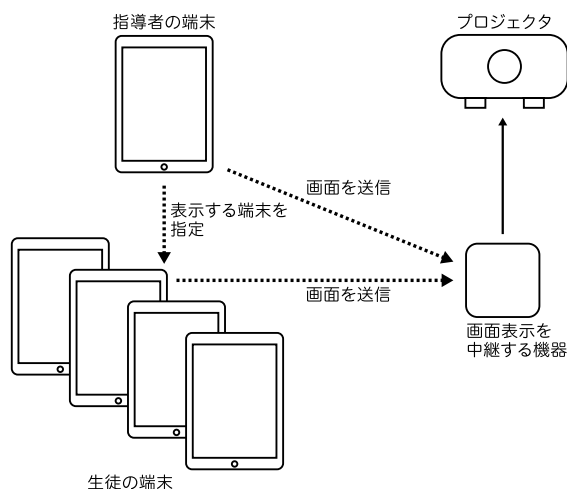 指導者の端末
プロジェクタ
画面を送信
表示する端末を
指定
画面を送信
画面表示を
中継する機器
生徒の端末